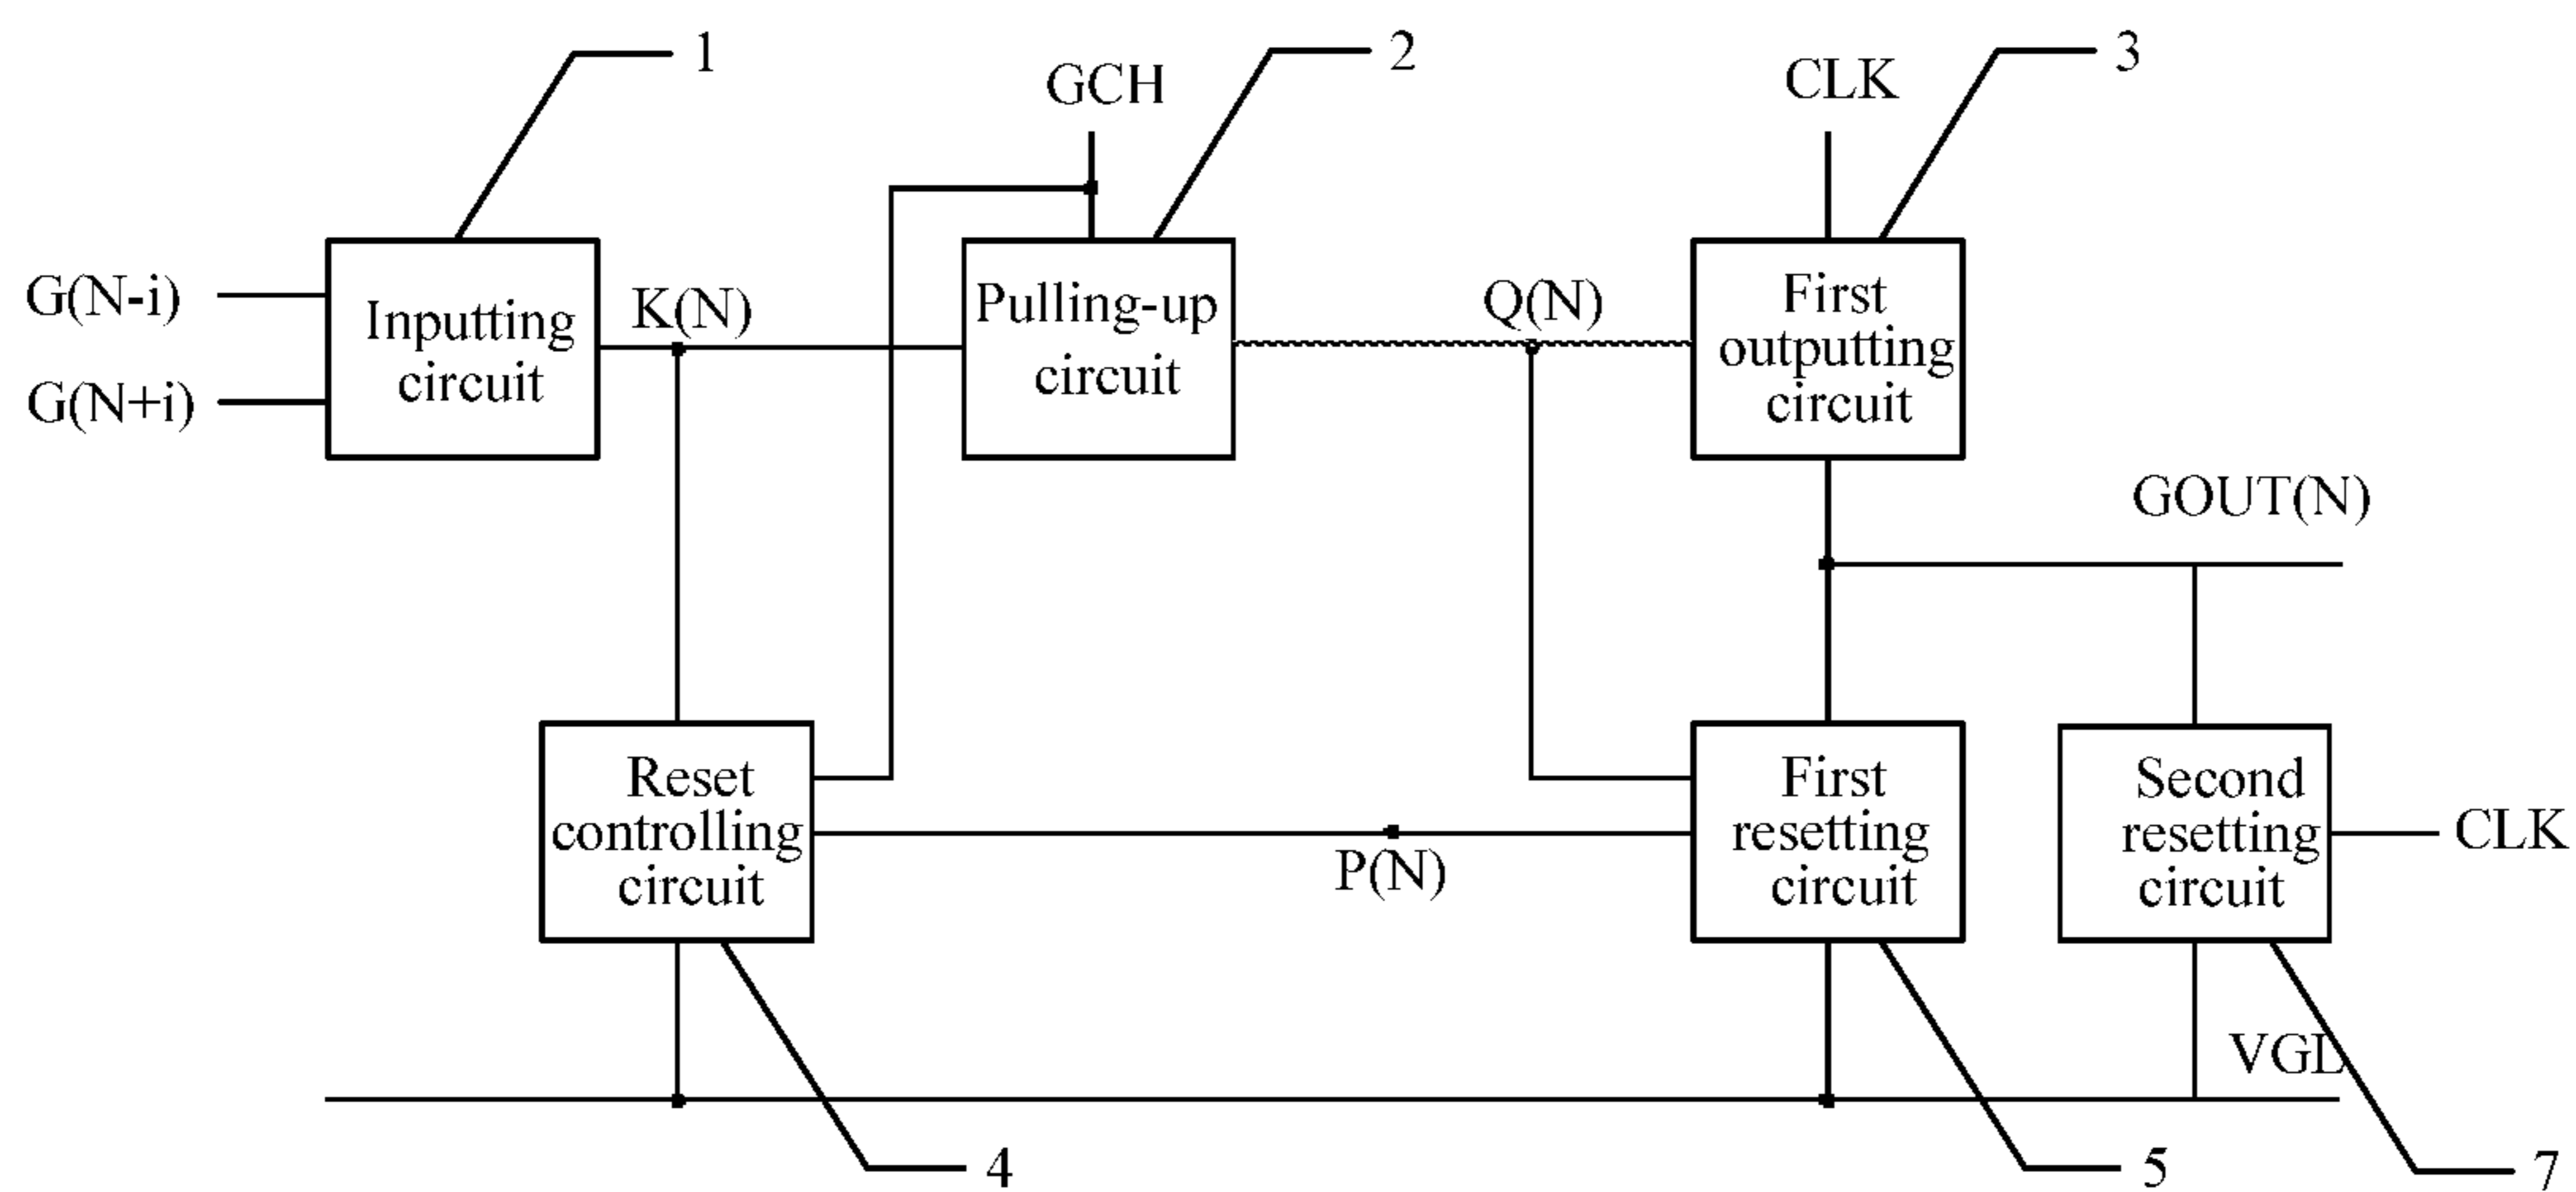 1
2
3
GCH
CLK
G(N-i)
G(N+i)
Inputting
circuit
K(N)
Pulling-up
circuit
Q(N)
First
outputting
circuit
GOUT(N)
Reset
controlling
circuit
P(N)
First
resetting
circuit
Second
resetting
circuit
CLK
VGL
4
5
7